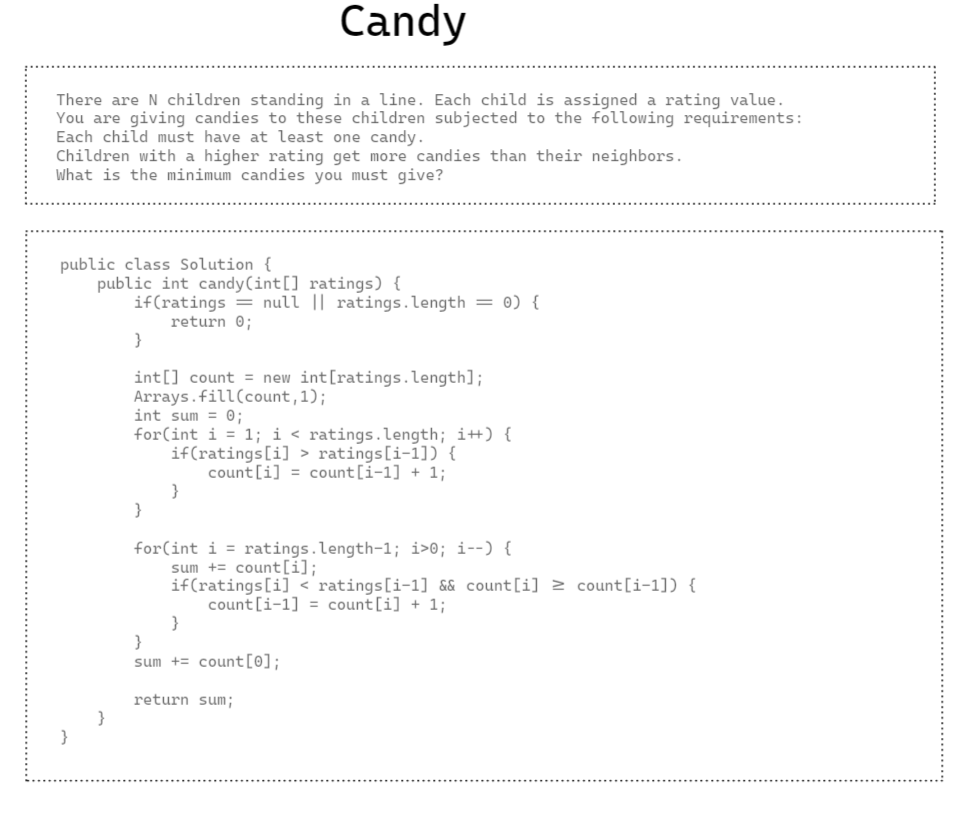 Candy
There are N children standing in a line. Each child is assigned a rating value.
You are giving candies to these children subjected to the following requirements:
Each child must have at least one candy.
Children with a higher rating get more candies than their neighbors.
What is the minimum candies you must give?
public class Solution {
    public int candy(int[] ratings) {
        if(ratings == null || ratings.length == 0) {
            return 0;
        }
        int[] count = new int[ratings.length];
        Arrays.fill(count,1);
        int sum = 0;
        for(int i = 1; i < ratings.length; i++) {
            if(ratings[i] > ratings[i-1]) {
                count[i] = count[i-1] + 1;
            }
        }
        for(int i = ratings.length-1; i>0; i--) {
            sum += count[i];
            if(ratings[i] < ratings[i-1] && count[i] ≥ count[i-1]) {
                count[i-1] = count[i] + 1;
            }
        }
        sum += count[0];
        return sum;
    }
}